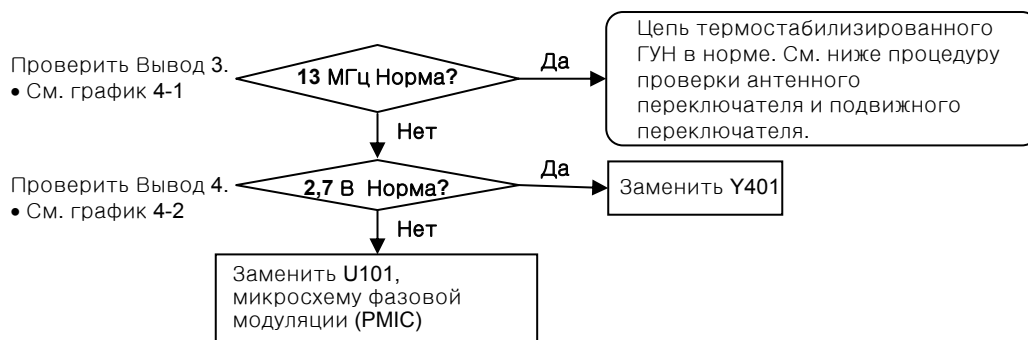 Проверить Вывод 3.
• См. график 4-1
13 МГц Норма?
Да
Цепь термостабилизированного
ГУН в норме. См. ниже процедуру
проверки антенного
переключателя и подвижного
переключателя.
Нет
Проверить Вывод 4.
• См. график 4-2
2,7 В Норма?
Да
Заменить Y401
Нет
Заменить U101,
микросхему фазовой
модуляции (PMIC)